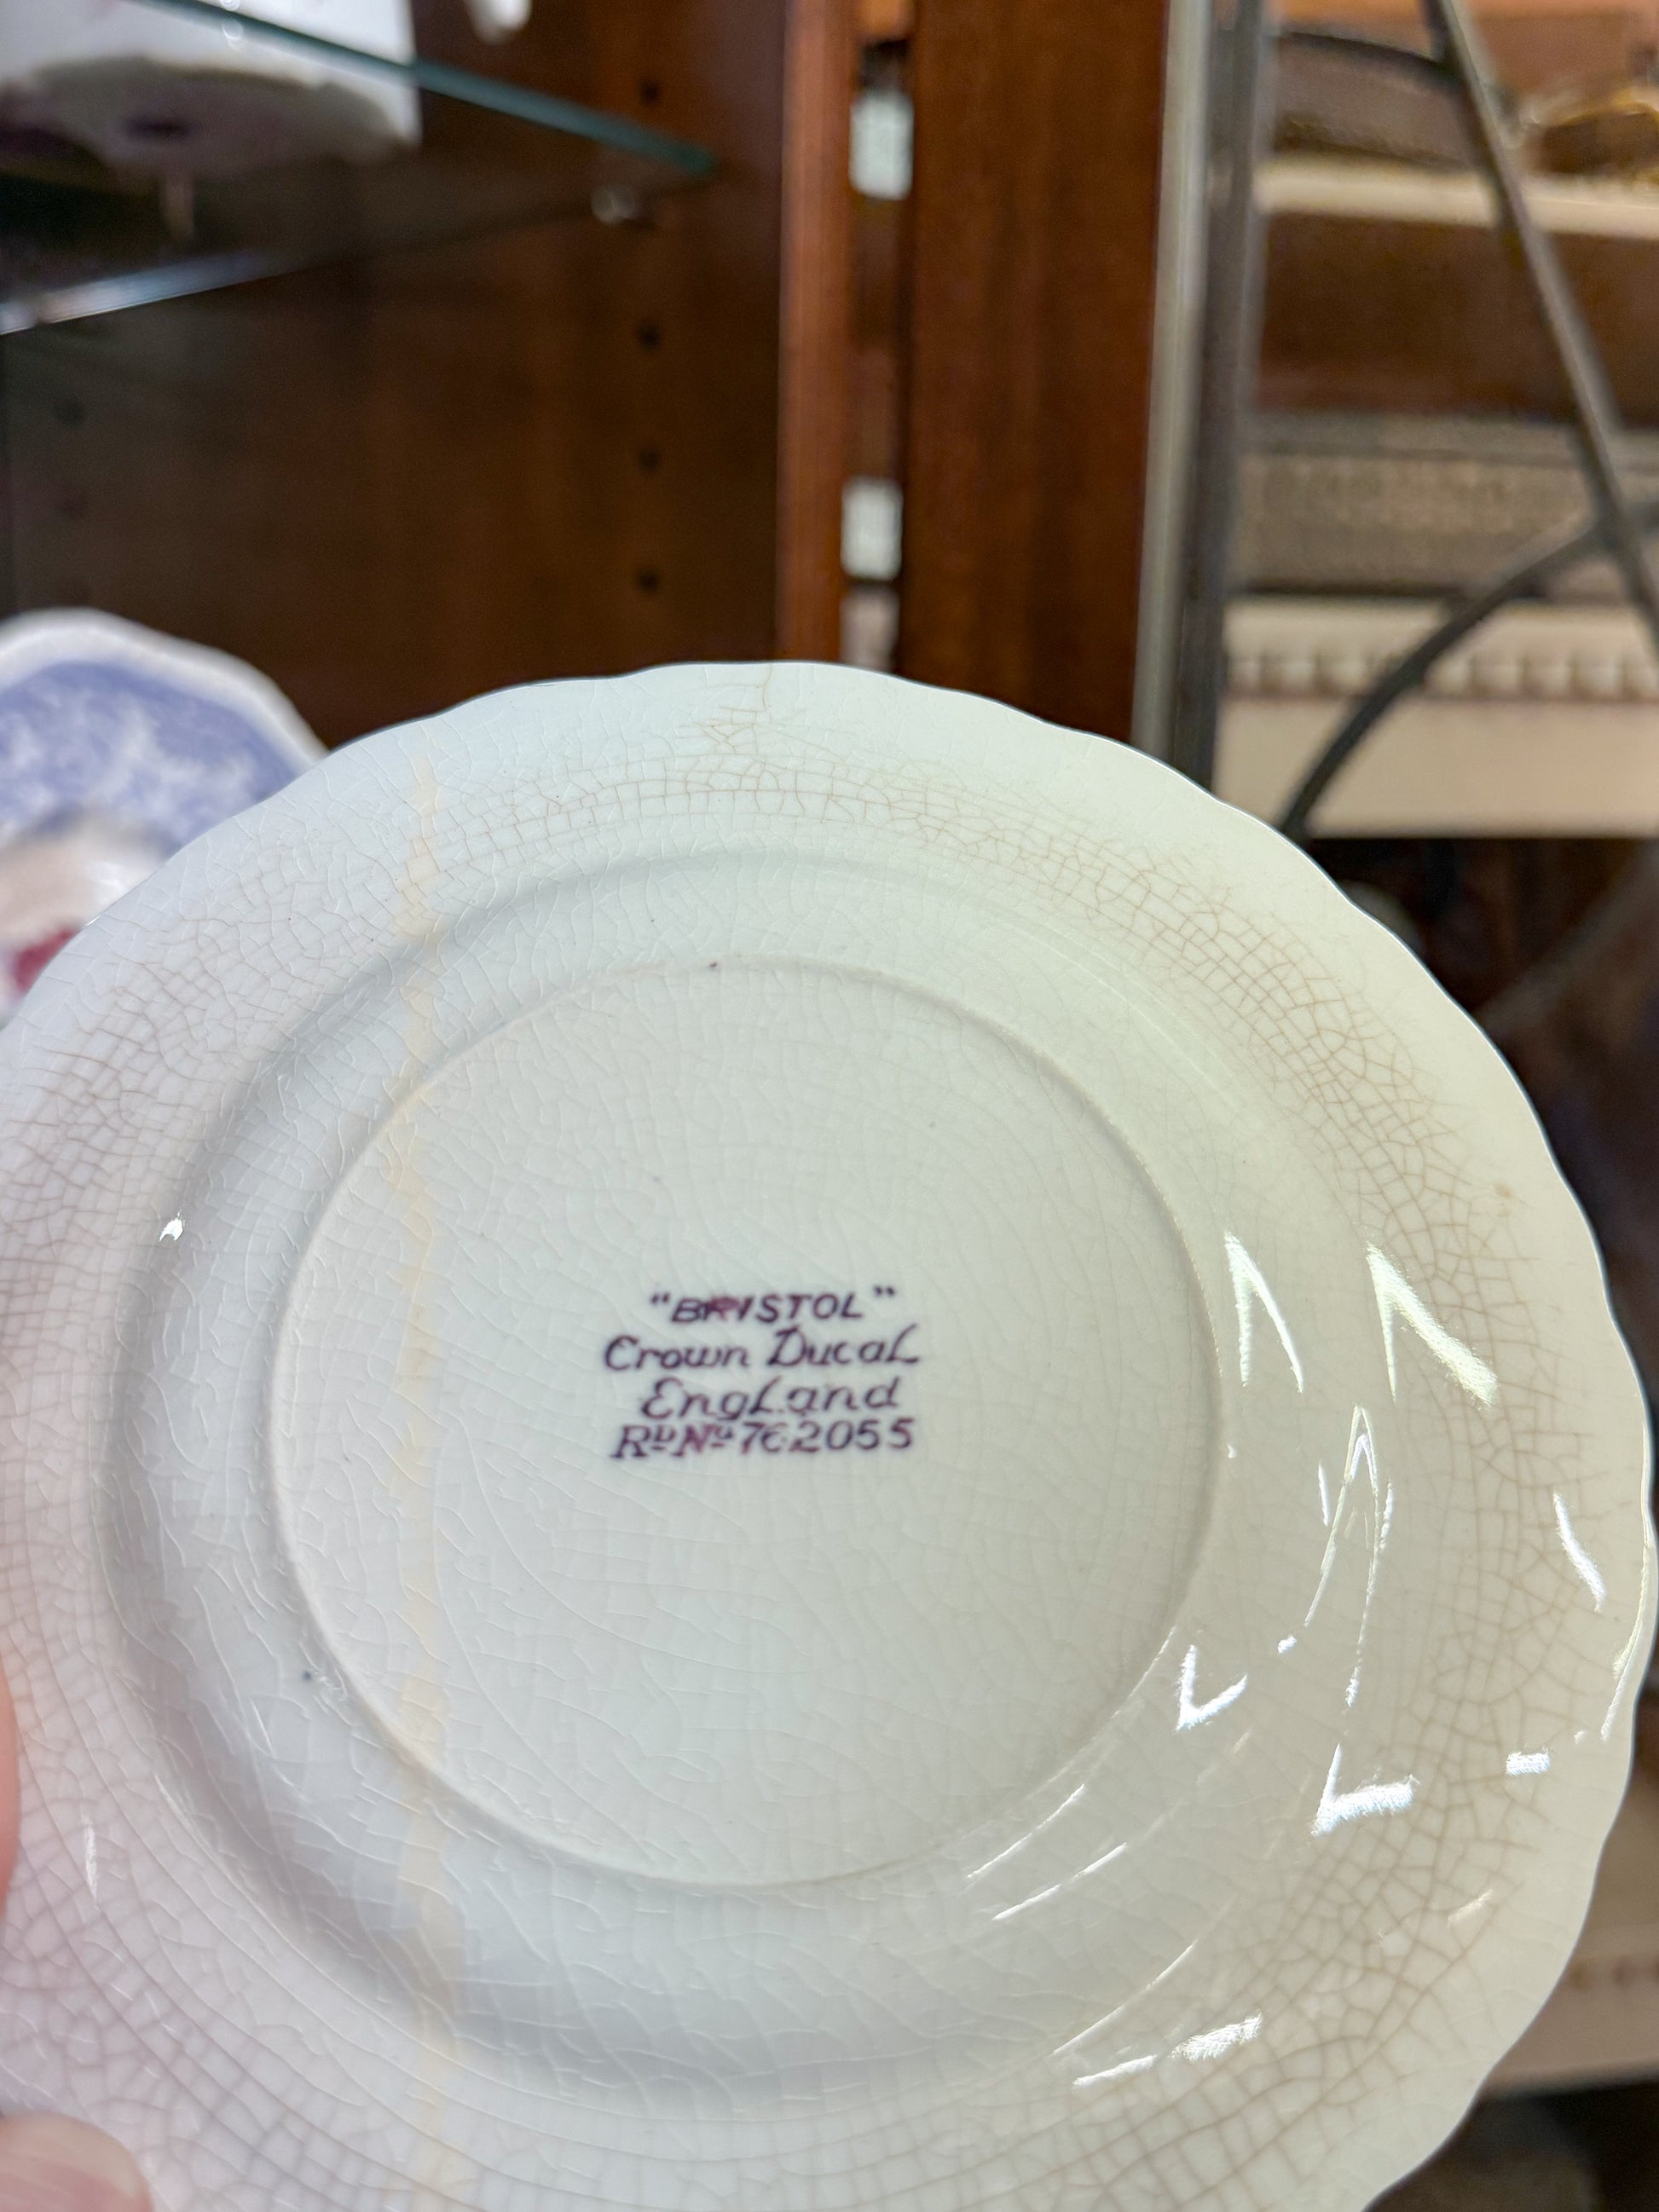 "BRISTOL"
Crown Ducal
England
Rᴰ Nº 762055